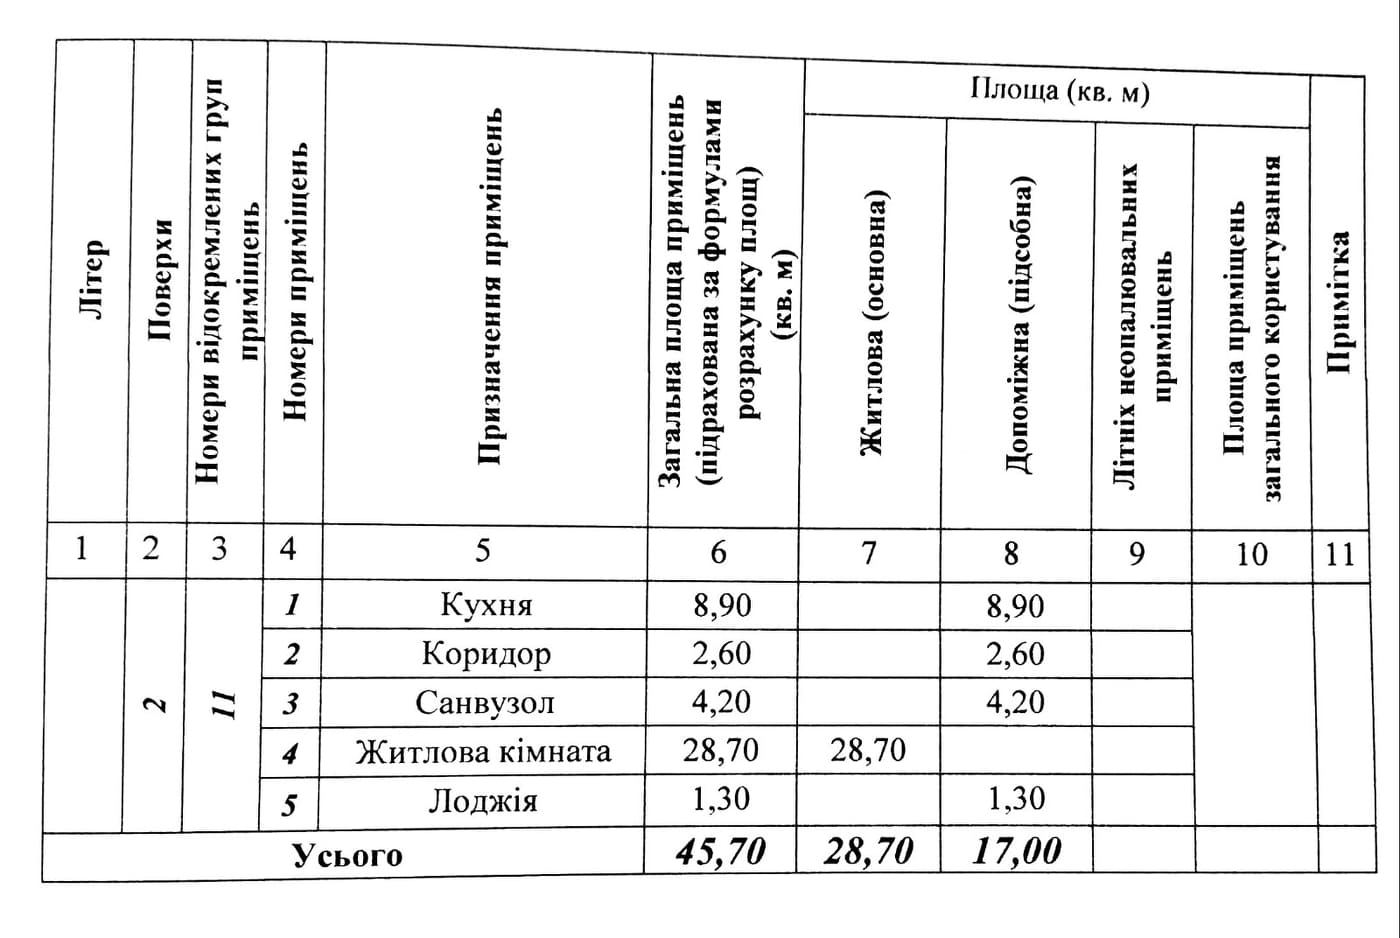 Літер
Поверхи
Номери відокремлених груп
приміщень
Номери приміщень
Призначення приміщень
Загальна площа приміщень
(підрахована за формулами
розрахунку площ)
(кв. м)
Площа (кв. м)
Житлова (основна)
Допоміжна (підсобна)
Літніх неопалювальних
приміщень
Площа приміщень
загального користування
Примітка
1 2 3 4 5 6 7 8 9 10 11
2 11
1 Кухня 8,90 8,90
2 Коридор 2,60 2,60
3 Санвузол 4,20 4,20
4 Житлова кімната 28,70 28,70
5 Лоджія 1,30 1,30
Усього 45,70 28,70 17,00